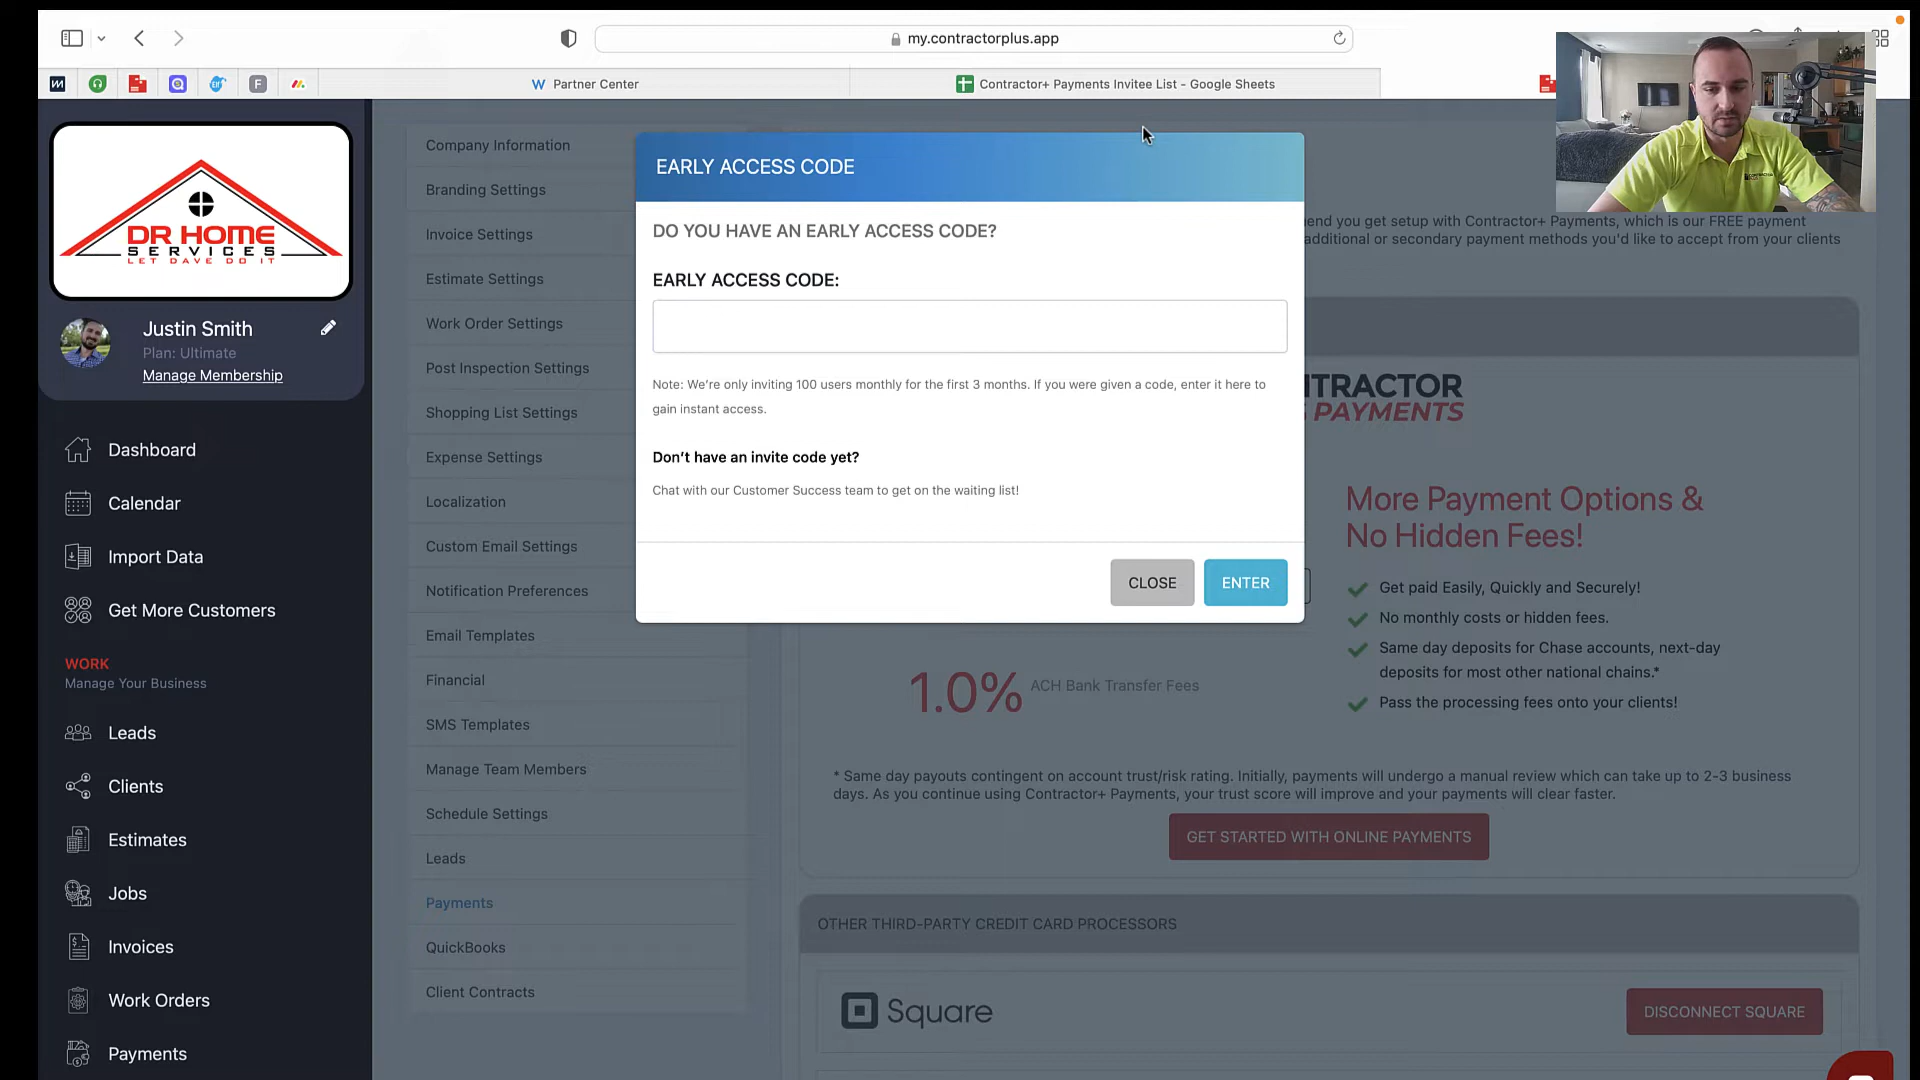 my.contractorplus.app
Partner Center
Contractor+ Payments Invitee List - Google Sheets
DR HOME
SERVICES
LET DAVE DO IT
Justin Smith
Plan: Ultimate
Manage Membership
Dashboard
Calendar
Import Data
Get More Customers
WORK
Manage Your Business
Leads
Clients
Estimates
Jobs
Invoices
Work Orders
Payments
Company Information
Branding Settings
Invoice Settings
Estimate Settings
Work Order Settings
Post Inspection Settings
Shopping List Settings
Expense Settings
Localization
Custom Email Settings
Notification Preferences
Email Templates
Financial
SMS Templates
Manage Team Members
Schedule Settings
Leads
Payments
QuickBooks
Client Contracts
EARLY ACCESS CODE
DO YOU HAVE AN EARLY ACCESS CODE?
EARLY ACCESS CODE:
Note: We're only inviting 100 users monthly for the first 3 months. If you were given a code, enter it here to
gain instant access.
Don't have an invite code yet?
Chat with our Customer Success team to get on the waiting list!
CLOSE
ENTER
end you get setup with Contractor+ Payments, which is our FREE payment
additional or secondary payment methods you'd like to accept from your clients
TRACTOR
PAYMENTS
More Payment Options &
No Hidden Fees!
Get paid Easily, Quickly and Securely!
No monthly costs or hidden fees.
Same day deposits for Chase accounts, next-day
deposits for most other national chains.*
Pass the processing fees onto your clients!
1.0% ACH Bank Transfer Fees
* Same day payouts contingent on account trust/risk rating. Initially, payments will undergo a manual review which can take up to 2-3 business
days. As you continue using Contractor+ Payments, your trust score will improve and your payments will clear faster.
GET STARTED WITH ONLINE PAYMENTS
OTHER THIRD-PARTY CREDIT CARD PROCESSORS
Square
DISCONNECT SQUARE